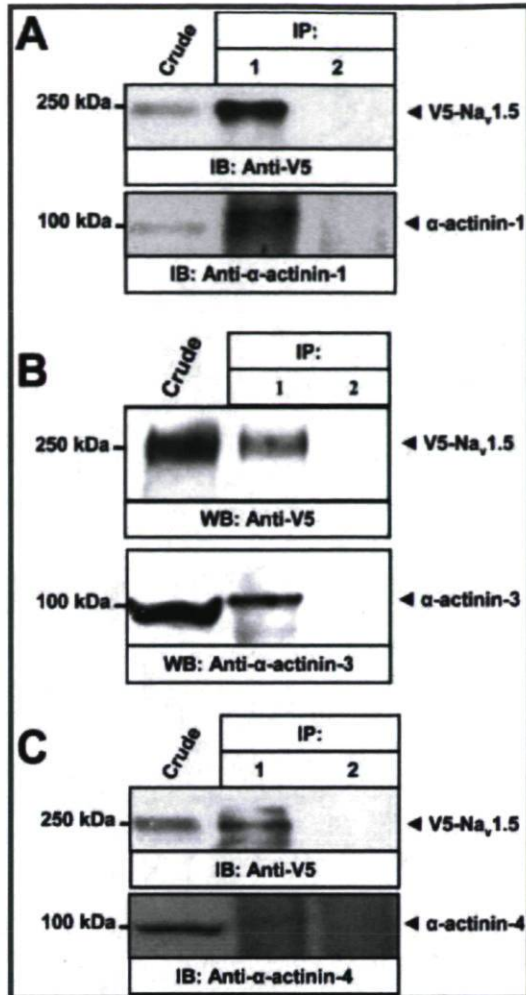 A
Crude
IP:
1 2
250 kDa
V5-Naᵥ1.5
IB: Anti-V5
100 kDa
α-actinin-1
IB: Anti-α-actinin-1
B
Crude
IP:
1 2
250 kDa
V5-Naᵥ1.5
WB: Anti-V5
100 kDa
α-actinin-3
WB: Anti-α-actinin-3
C
Crude
IP:
1 2
250 kDa
V5-Naᵥ1.5
IB: Anti-V5
100 kDa
α-actinin-4
IB: Anti-α-actinin-4